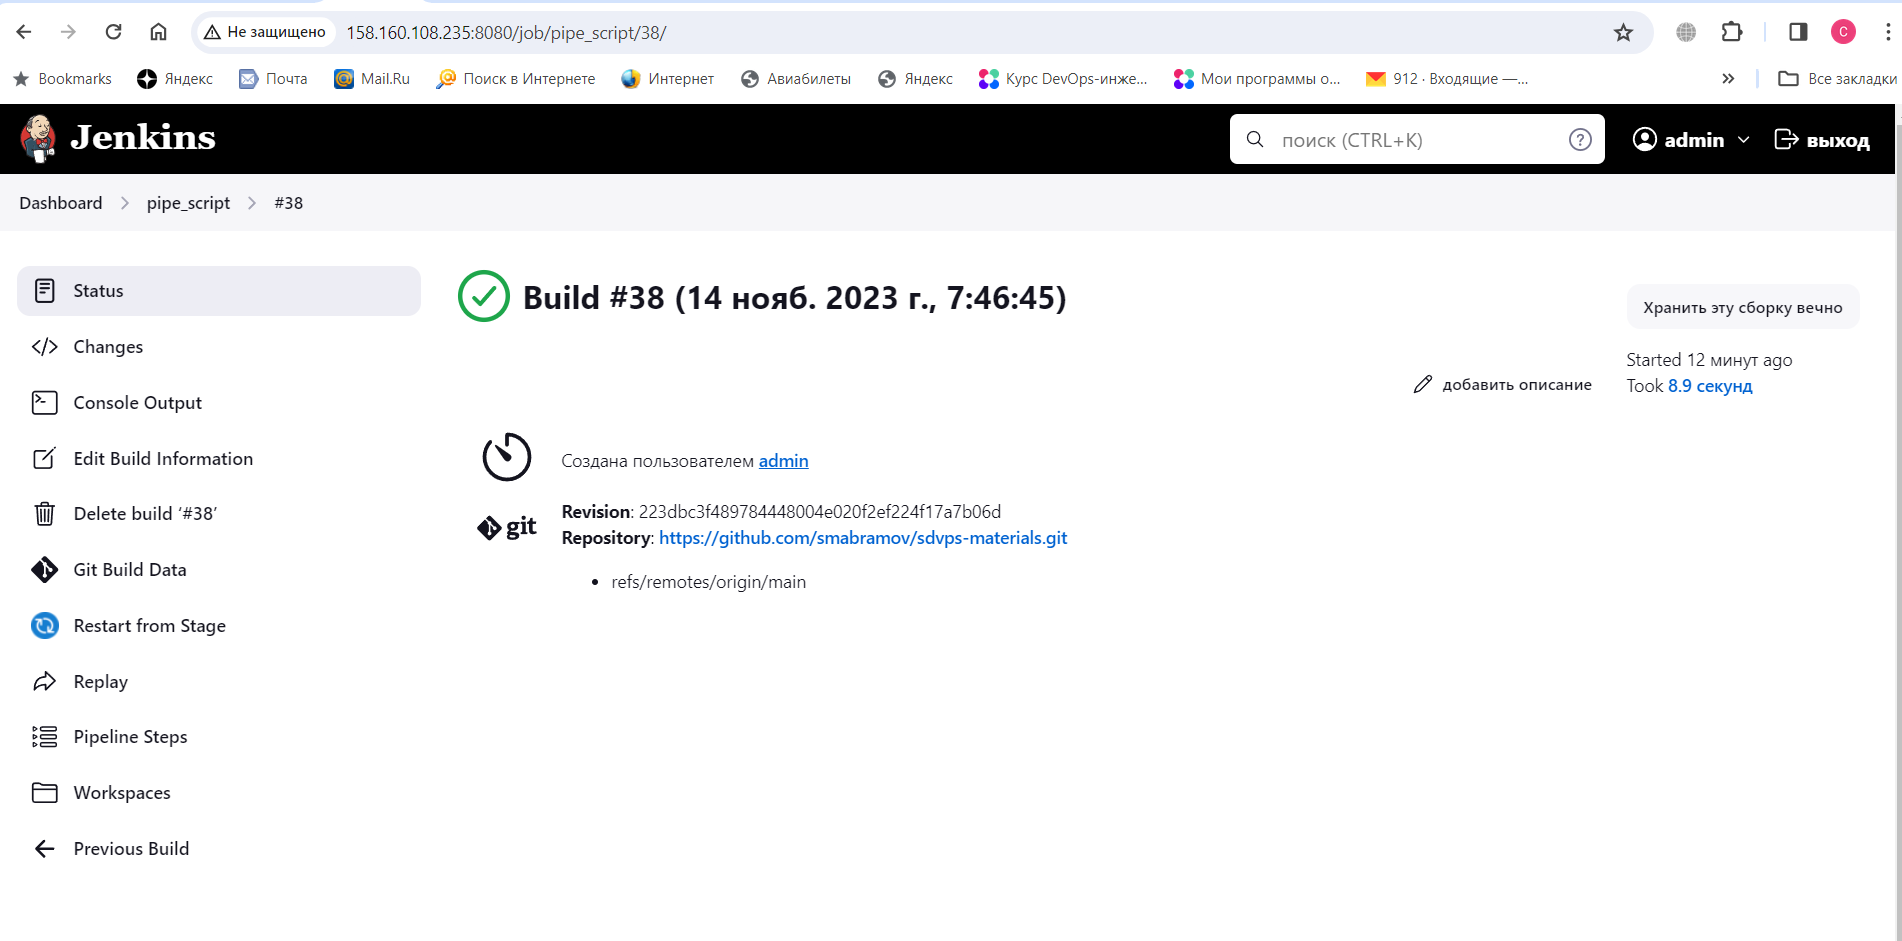 Не защищено 158.160.108.235:8080/job/pipe_script/38/ C
Bookmarks Яндекс Почта Mail.Ru Поиск в Интернете Интернет Авиабилеты Яндекс Курс DevOps-инже... Мои программы о... 912 · Входящие —... » Все закладки
Jenkins поиск (CTRL+K) ? admin выход
Dashboard pipe_script #38
Status
Changes
Console Output
Edit Build Information
Delete build ‘#38’
Git Build Data
Restart from Stage
Replay
Pipeline Steps
Workspaces
Previous Build
Build #38 (14 нояб. 2023 г., 7:46:45)
Хранить эту сборку вечно
Started 12 минут ago
Took 8.9 секунд
добавить описание
Создана пользователем admin
git
Revision: 223dbc3f489784448004e020f2ef224f17a7b06d
Repository: https://github.com/smabramov/sdvps-materials.git
• refs/remotes/origin/main